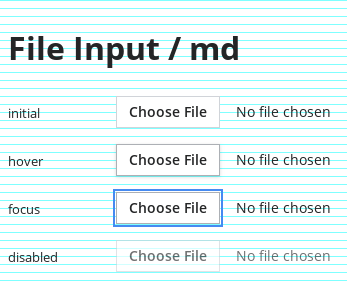 File Input / md
initial Choose File No file chosen
hover Choose File No file chosen
focus Choose File No file chosen
disabled Choose File No file chosen